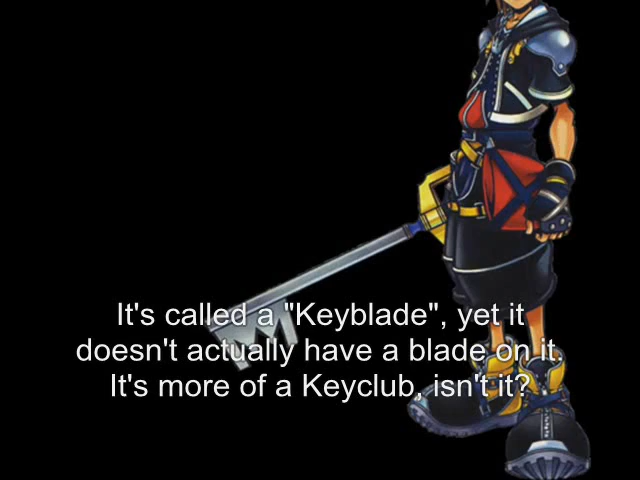 It's called a "Keyblade", yet it
doesn't actually have a blade on it.
It's more of a Keyclub, isn't it?